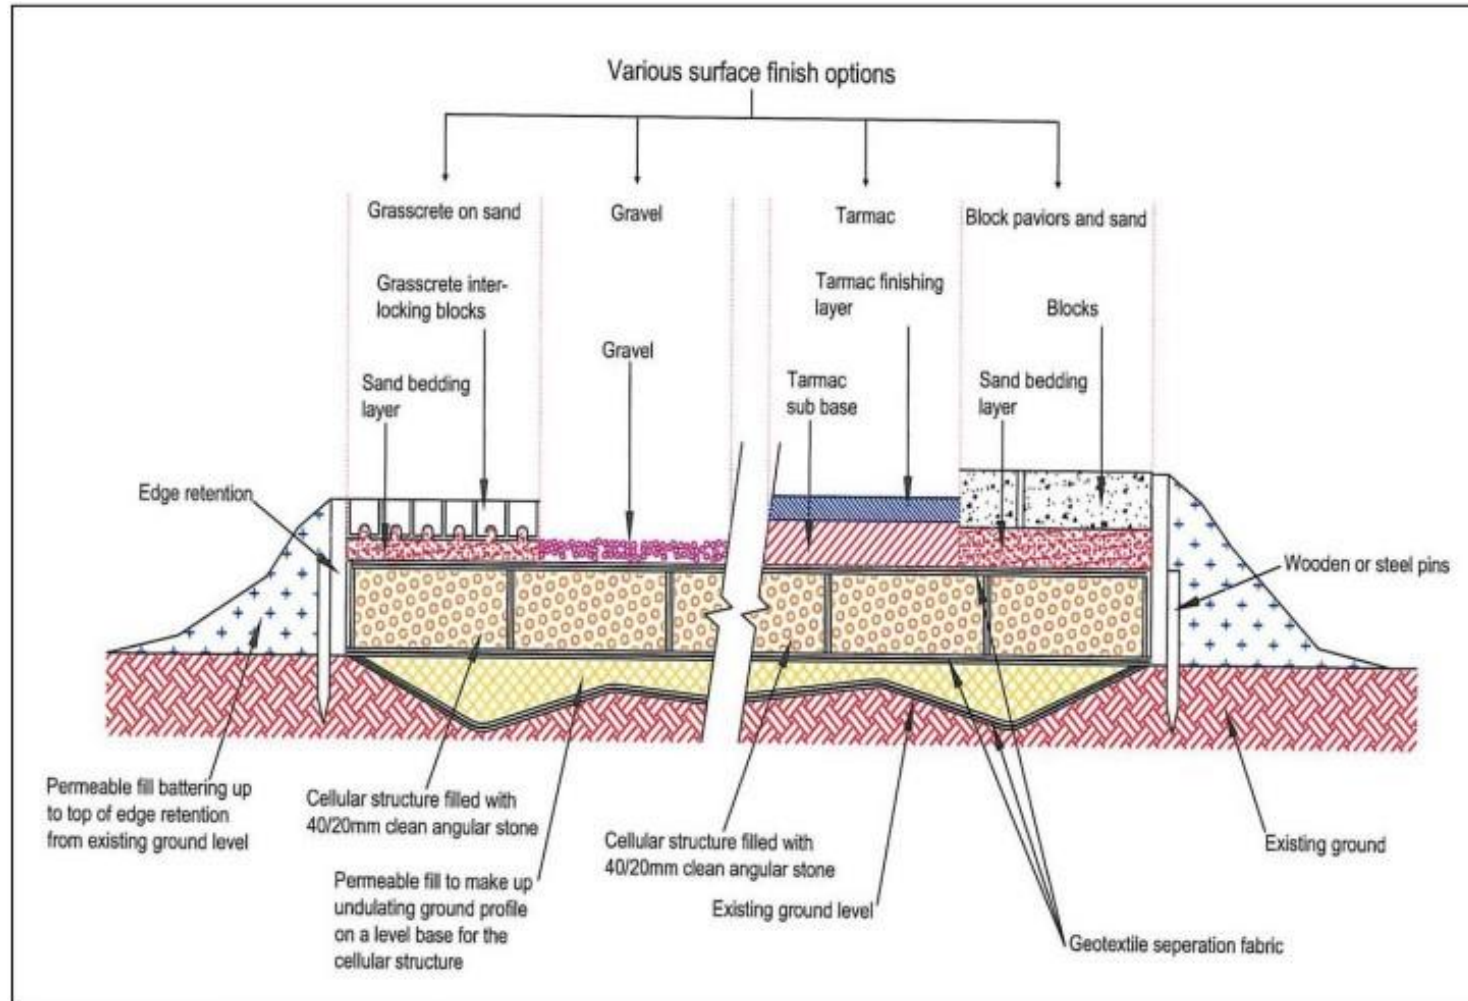 Various surface finish options
Grasscrete on sand
Gravel
Tarmac
Block paviors and sand
Grasscrete inter-
locking blocks
Tarmac finishing
layer
Blocks
Gravel
Sand bedding
layer
Tarmac
sub base
Sand bedding
layer
Edge retention
Wooden or steel pins
Permeable fill battering up
to top of edge retention
from existing ground level
Cellular structure filled with
40/20mm clean angular stone
Permeable fill to make up
undulating ground profile
on a level base for the
cellular structure
Cellular structure filled with
40/20mm clean angular stone
Existing ground level
Existing ground
Geotextile seperation fabric